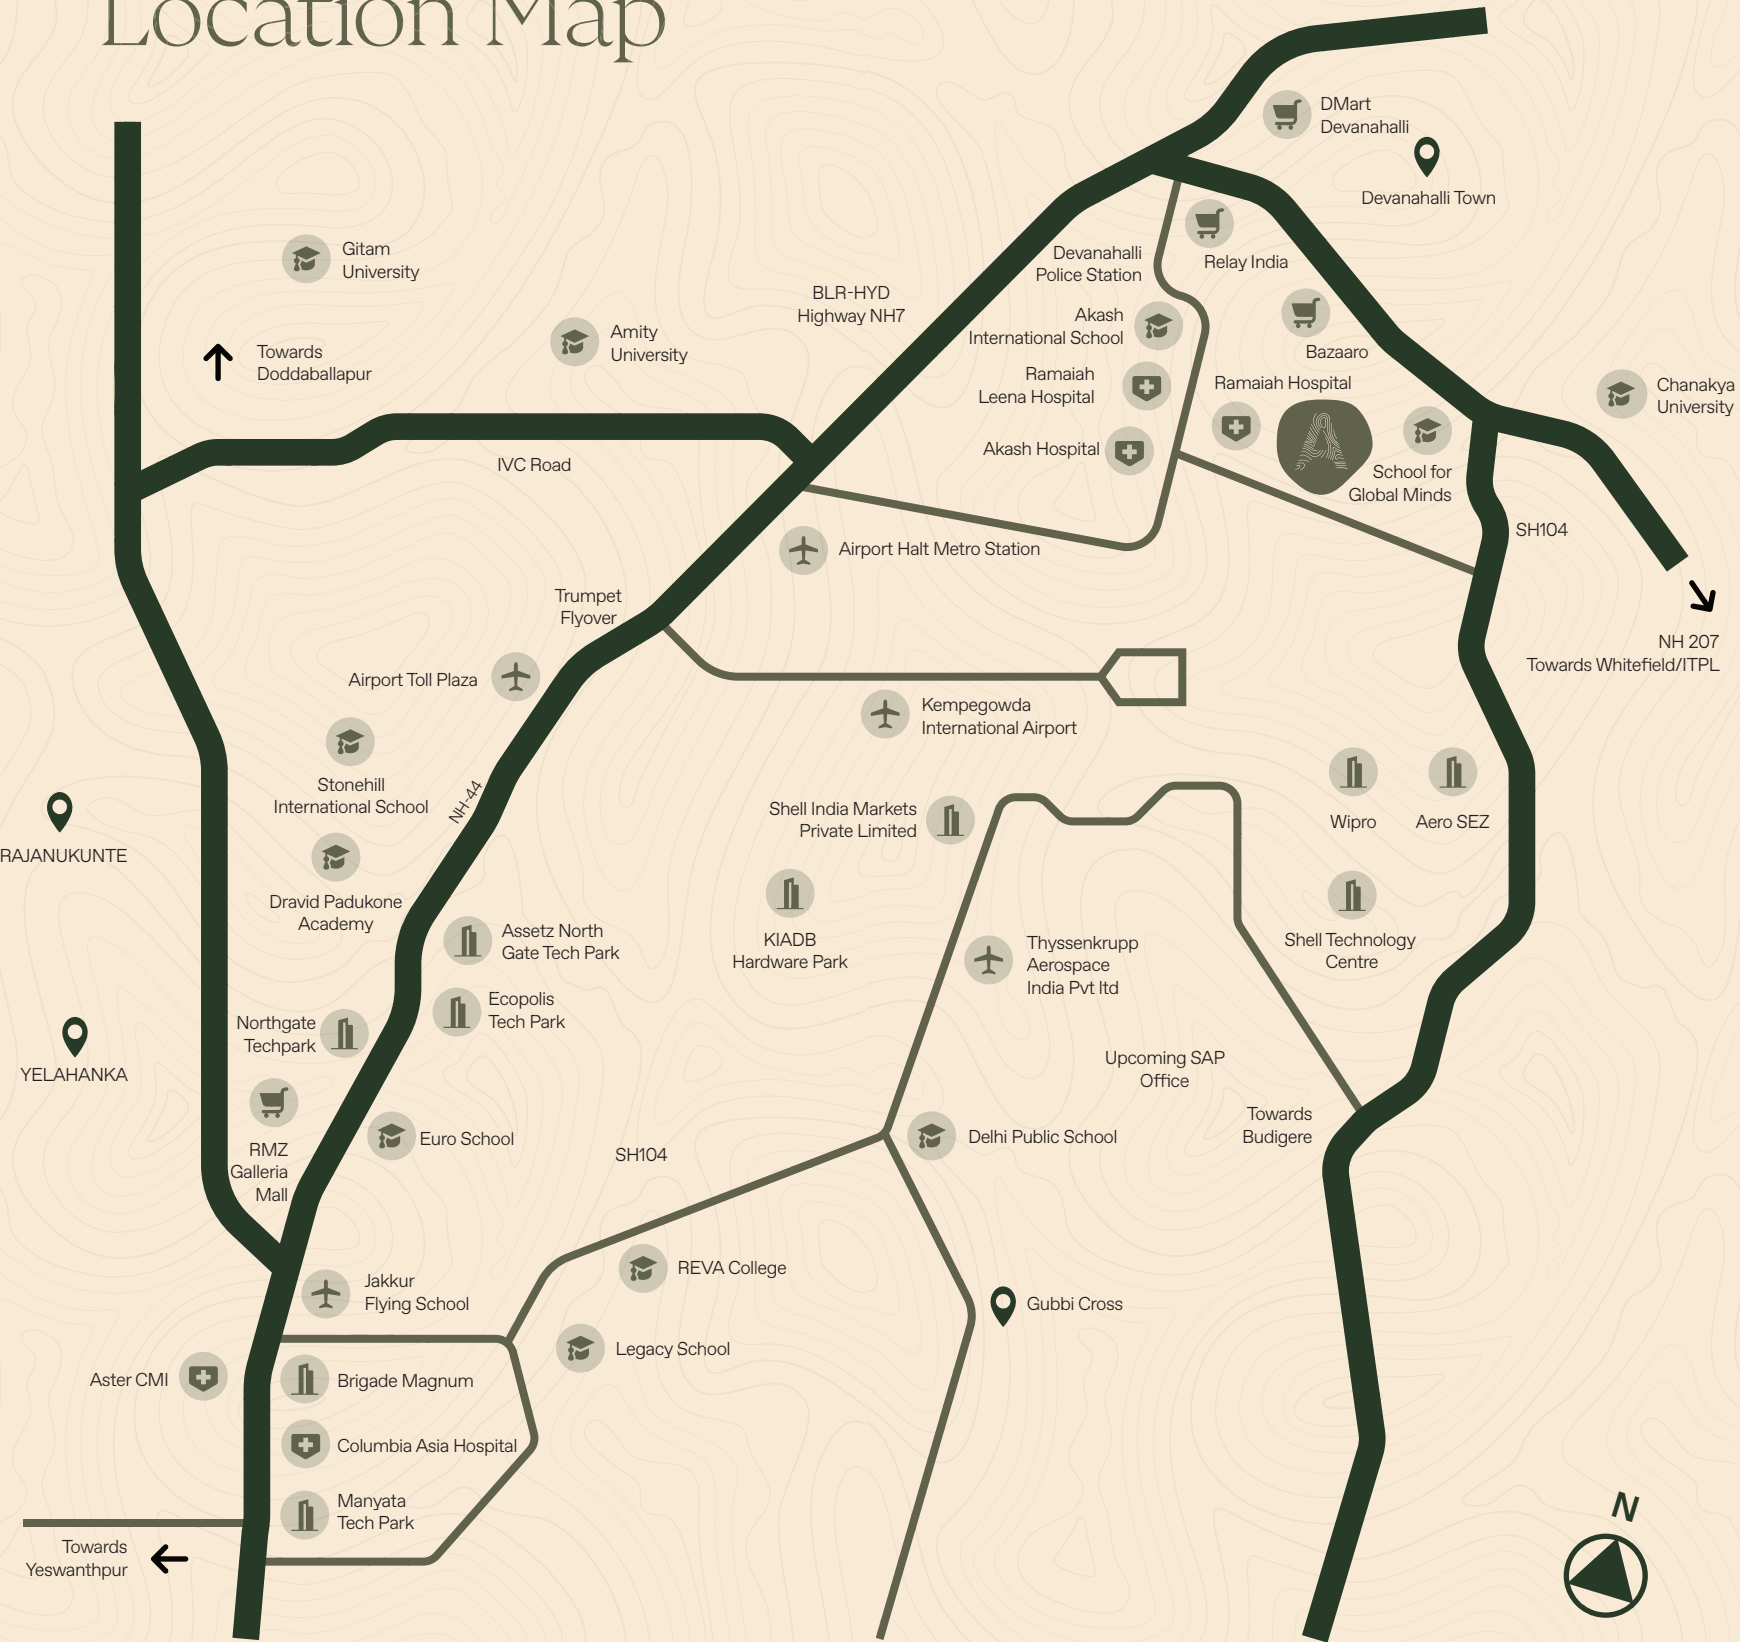 Location Map
DMart
Devanahalli
Devanahalli Town
Gitam
University
Devanahalli
Police Station
Relay India
BLR-HYD
Highway NH7
Akash
International School
Bazaaro
Amity
University
Towards
Doddaballapur
Ramaiah
Leena Hospital
Ramaiah Hospital
Chanakya
University
A
Akash Hospital
School for
Global Minds
IVC Road
SH104
Airport Halt Metro Station
Trumpet
Flyover
NH 207
Towards Whitefield/ITPL
Airport Toll Plaza
Kempegowda
International Airport
Stonehill
International School
NH-44
Shell India Markets
Private Limited
Wipro
Aero SEZ
RAJANUKUNTE
Dravid Padukone
Academy
Assetz North
Gate Tech Park
KIADB
Hardware Park
Thyssenkrupp
Aerospace
India Pvt ltd
Shell Technology
Centre
Ecopolis
Tech Park
Northgate
Techpark
YELAHANKA
Upcoming SAP
Office
Towards
Budigere
RMZ
Galleria
Mall
Euro School
SH104
Delhi Public School
REVA College
Jakkur
Flying School
Gubbi Cross
Legacy School
Aster CMI
Brigade Magnum
Columbia Asia Hospital
Manyata
Tech Park
Towards
Yeswanthpur
N